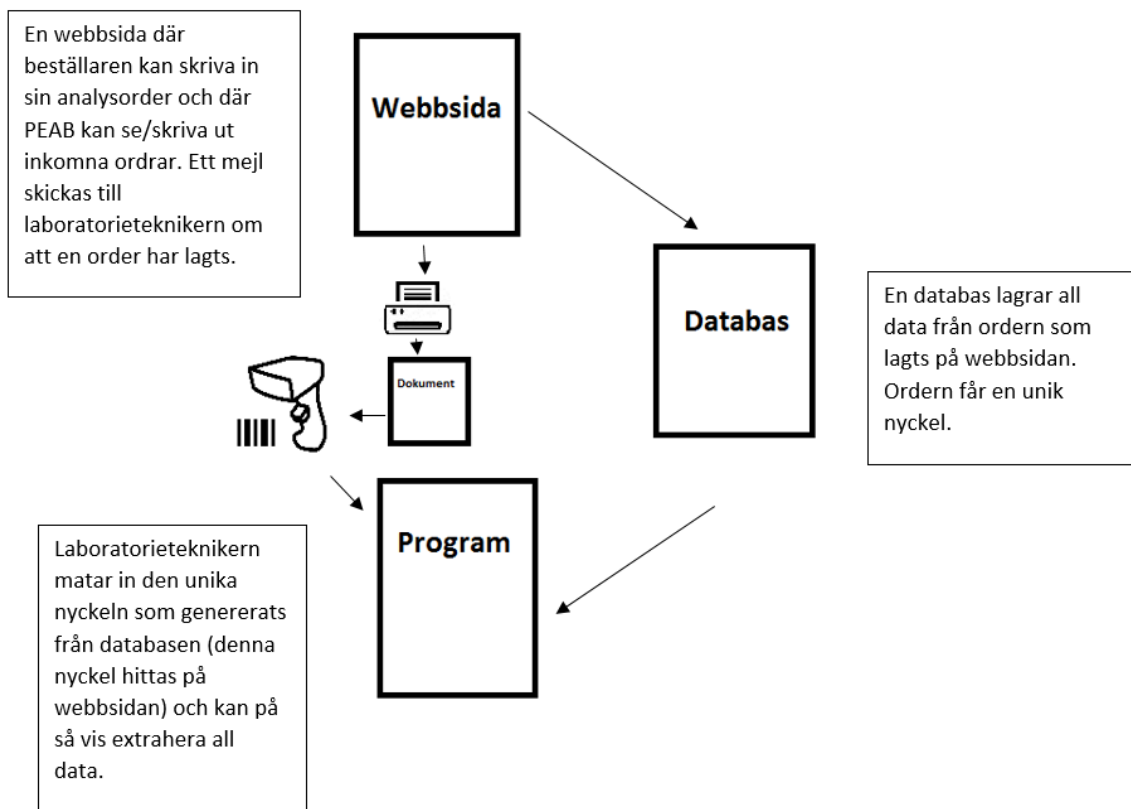 En webbsida där
beställaren kan skriva in
sin analysorder och där
PEAB kan se/skriva ut
inkomna ordrar. Ett mejl
skickas till
laboratorieteknikern om
att en order har lagts.
Webbsida
Databas
En databas lagrar all
data från ordern som
lagts på webbsidan.
Ordern får en unik
nyckel.
Dokument
Program
Laboratorieteknikern
matar in den unika
nyckeln som genererats
från databasen (denna
nyckel hittas på
webbsidan) och kan på
så vis extrahera all
data.